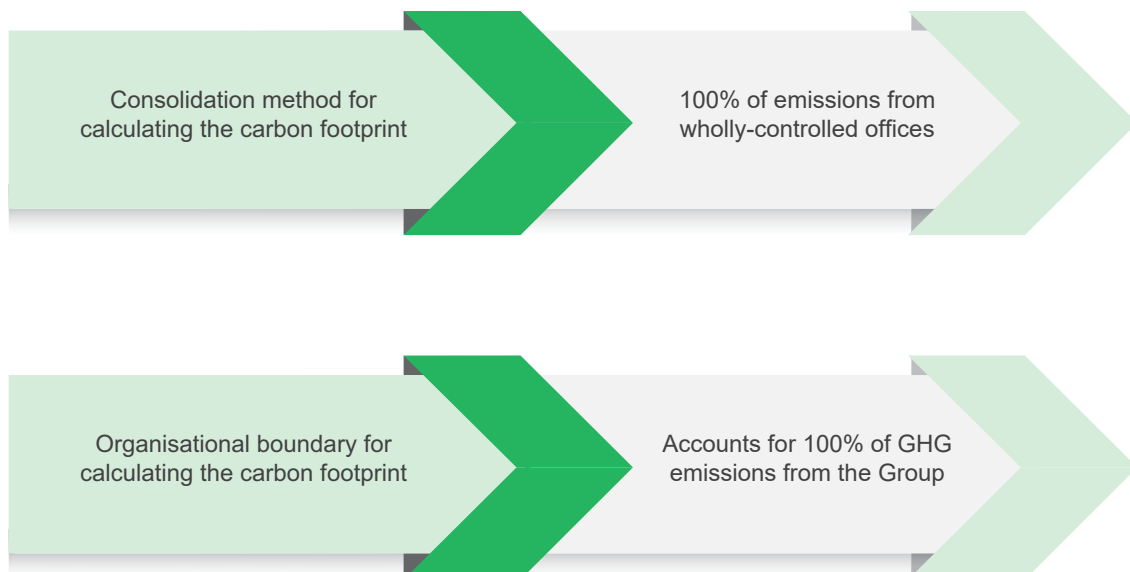 Consolidation method for
calculating the carbon footprint
100% of emissions from
wholly-controlled offices
Organisational boundary for
calculating the carbon footprint
Accounts for 100% of GHG
emissions from the Group